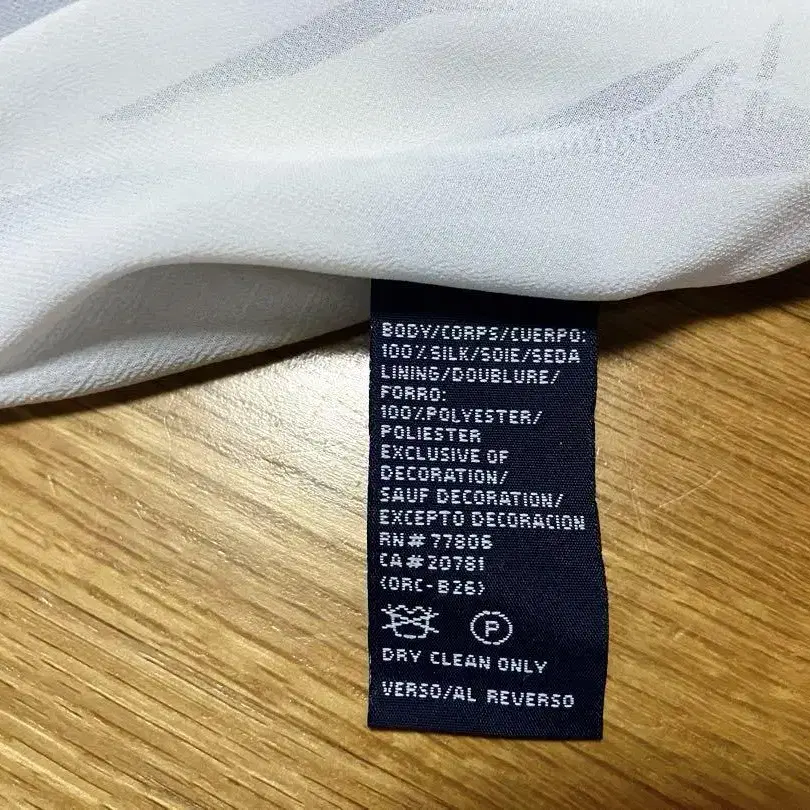 BODY/CORPS/CUERPO:
100%SILK/SOIE/SEDA
LINING/DOUBLURE/
FORRO:
100%POLYESTER/
POLIESTER
EXCLUSIVE OF
DECORATION/
SAUF DECORATION/
EXCEPTO DECORACION
RN# 77806
CA#20781
(ORC-B26)
P
DRY CLEAN ONLY
VERSO/AL REVERSO